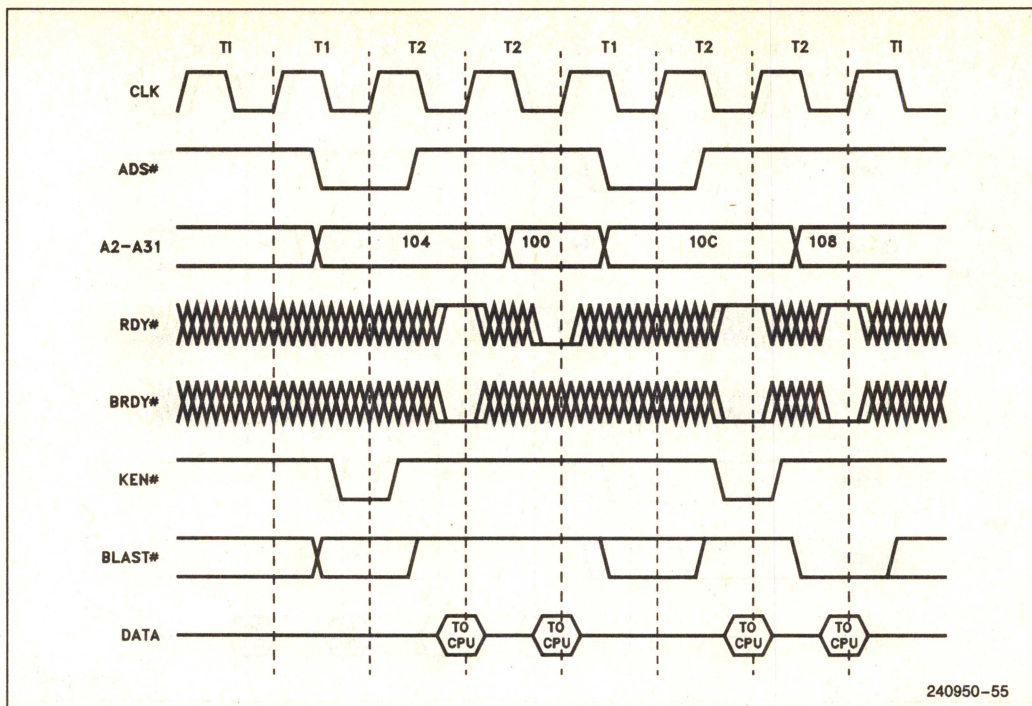 TI T1 T2 T2 T1 T2 T2 TI
CLK
ADS#
A2-A31 104 100 10C 108
RDY#
BRDY#
KEN#
BLAST#
DATA TO CPU TO CPU TO CPU TO CPU
240950-55